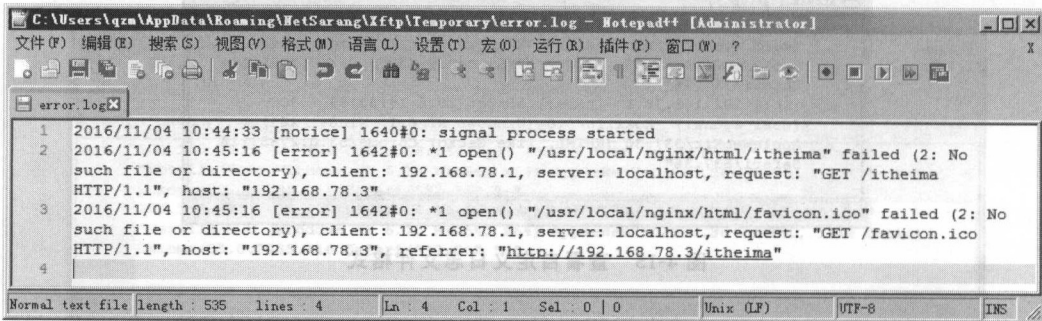 C:\Users\qzm\AppData\Roaming\NetSarang\Xftp\Temporary\error.log - Notepad++ [Administrator]
文件(F) 编辑(E) 搜索(S) 视图(V) 格式(M) 语言(L) 设置(T) 宏(O) 运行(R) 插件(P) 窗口(W) ? X
error.log
1 2016/11/04 10:44:33 [notice] 1640#0: signal process started
2 2016/11/04 10:45:16 [error] 1642#0: *1 open() "/usr/local/nginx/html/itheima" failed (2: No
such file or directory), client: 192.168.78.1, server: localhost, request: "GET /itheima
HTTP/1.1", host: "192.168.78.3"
3 2016/11/04 10:45:16 [error] 1642#0: *1 open() "/usr/local/nginx/html/favicon.ico" failed (2: No
such file or directory), client: 192.168.78.1, server: localhost, request: "GET /favicon.ico
HTTP/1.1", host: "192.168.78.3", referrer: "http://192.168.78.3/itheima"
4
Normal text file length : 535 lines : 4 Ln : 4 Col : 1 Sel : 0 | 0 Unix (LF) UTF-8 INS